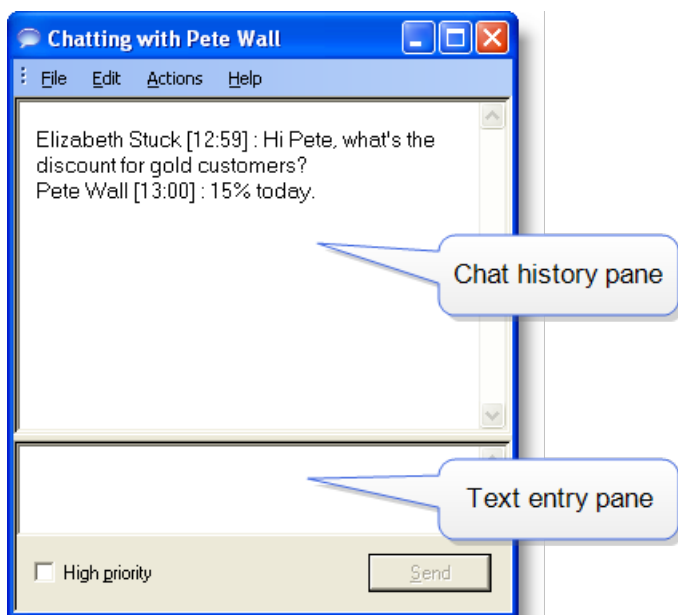 Chatting with Pete Wall
File Edit Actions Help
Elizabeth Stuck [12:59] : Hi Pete, what's the
discount for gold customers?
Pete Wall [13:00] : 15% today.
Chat history pane
Text entry pane
High priority
Send